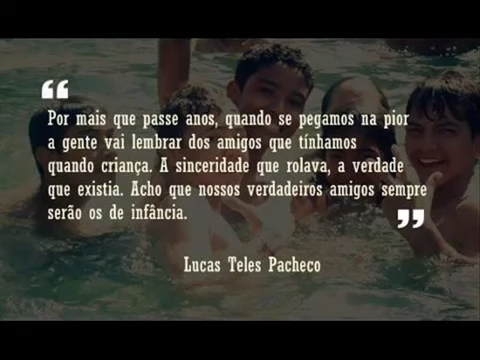 “
Por mais que passe anos, quando se pegamos na pior
a gente vai lembrar dos amigos que tínhamos
quando criança. A sinceridade que rolava, a verdade
que existia. Acho que nossos verdadeiros amigos sempre
serão os de infância.
”
Lucas Teles Pacheco